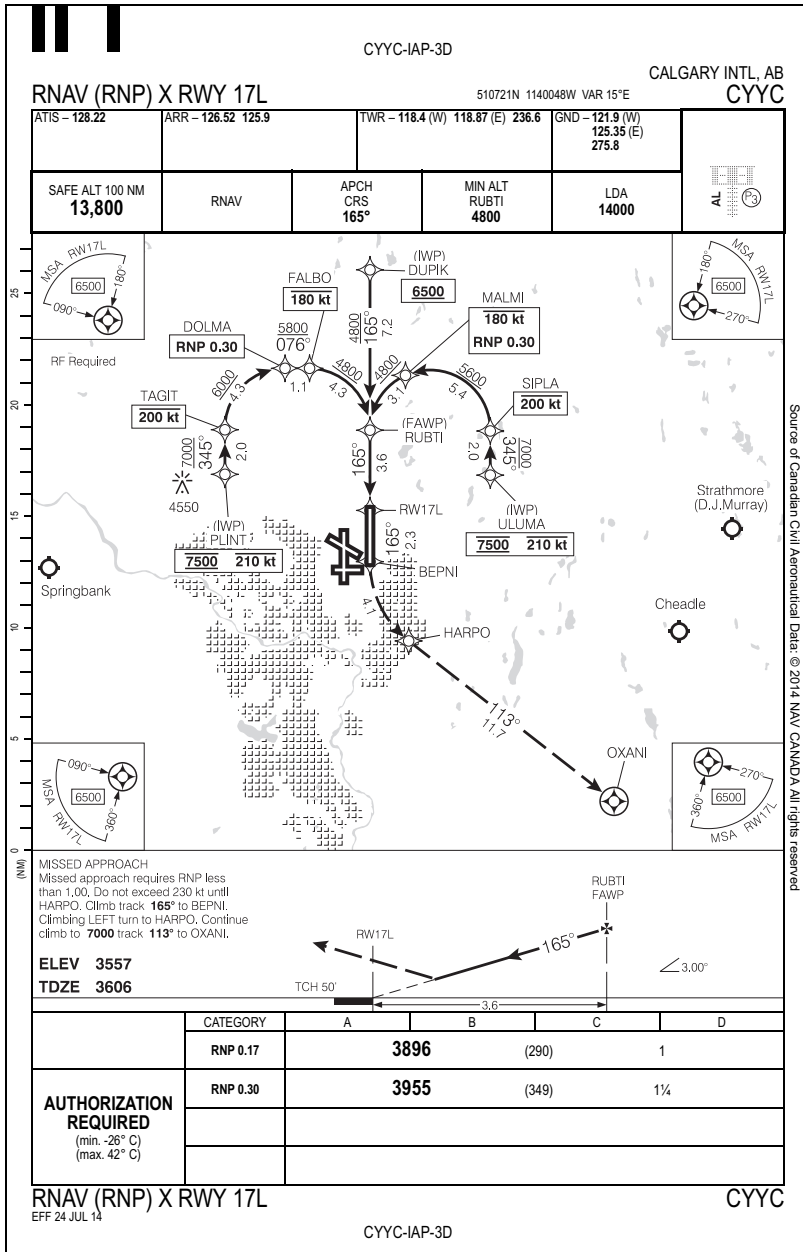 CYYC-IAP-3D
CALGARY INTL, AB
RNAV (RNP) X RWY 17L
510721N 1140048W VAR 15°E
CYYC
ATIS – 128.22
ARR – 126.52 125.9
TWR – 118.4 (W) 118.87 (E) 236.6
GND – 121.9 (W)
125.35 (E)
275.8
SAFE ALT 100 NM
13,800
RNAV
APCH
CRS
165°
MIN ALT
RUBTI
4800
LDA
14000
AL
P3
MSA RW17L
6500
180°
090°
RF Required
MSA RW17L
6500
180°
270°
(IWP)
DUPIK
6500
4800
165°
7.2
FALBO
180 kt
MALMI
180 kt
RNP 0.30
DOLMA
RNP 0.30
5800
076°
1.1
4800
4.3
4800
3.1
5600
5.4
SIPLA
200 kt
TAGIT
200 kt
6000
4.3
7000
345°
2.0
7000
345°
2.0
(FAWP)
RUBTI
165°
3.6
4550
(IWP)
PLINT
7500 210 kt
(IWP)
ULUMA
7500 210 kt
RW17L
165°
2.3
BEPNI
4.1
HARPO
113°
11.7
OXANI
Springbank
Strathmore
(D.J.Murray)
Cheadle
25
20
15
10
5
0
(NM)
090°
360°
6500
MSA RW17L
270°
360°
6500
MSA RW17L
Source of Canadian Civil Aeronautical Data: © 2014 NAV CANADA All rights reserved
MISSED APPROACH
Missed approach requires RNP less
than 1.00. Do not exceed 230 kt until
HARPO. Climb track 165° to BEPNI.
Climbing LEFT turn to HARPO. Continue
climb to 7000 track 113° to OXANI.
ELEV 3557
TDZE 3606
RW17L
TCH 50'
165°
RUBTI
FAWP
3.00°
3.6
CATEGORY A B C D
RNP 0.17 3896 (290) 1
RNP 0.30 3955 (349) 1¼
AUTHORIZATION
REQUIRED
(min. -26° C)
(max. 42° C)
RNAV (RNP) X RWY 17L
CYYC
EFF 24 JUL 14
CYYC-IAP-3D